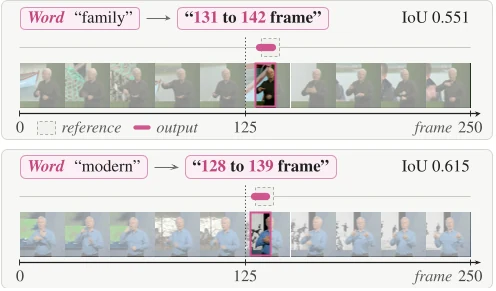 Word “family” → “131 to 142 frame” IoU 0.551
0 125 250
reference output frame
Word “modern” → “128 to 139 frame” IoU 0.615
0 125 frame 250